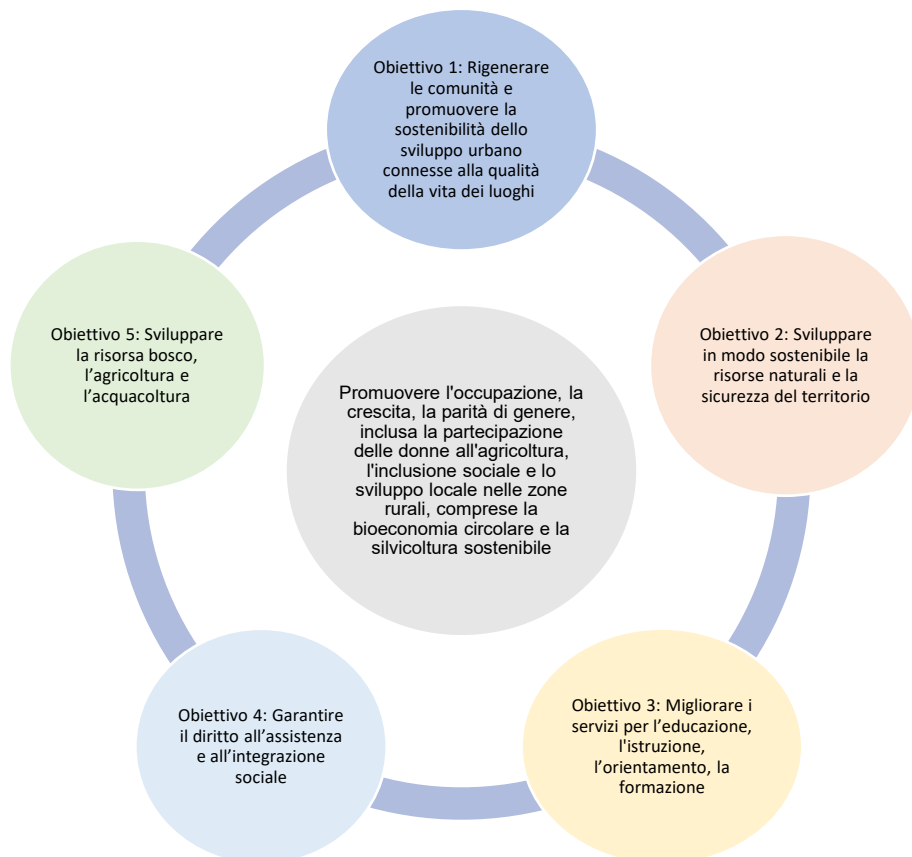 Obiettivo 1: Rigenerare
le comunità e
promuovere la
sostenibilità dello
sviluppo urbano
connesse alla qualità
della vita dei luoghi
Obiettivo 2: Sviluppare
in modo sostenibile la
risorse naturali e la
sicurezza del territorio
Obiettivo 3: Migliorare i
servizi per l’educazione,
l'istruzione,
l’orientamento, la
formazione
Obiettivo 4: Garantire
il diritto all’assistenza
e all’integrazione
sociale
Obiettivo 5: Sviluppare
la risorsa bosco,
l’agricoltura e
l’acquacoltura
Promuovere l'occupazione, la
crescita, la parità di genere,
inclusa la partecipazione
delle donne all'agricoltura,
l'inclusione sociale e lo
sviluppo locale nelle zone
rurali, comprese la
bioeconomia circolare e la
silvicoltura sostenibile